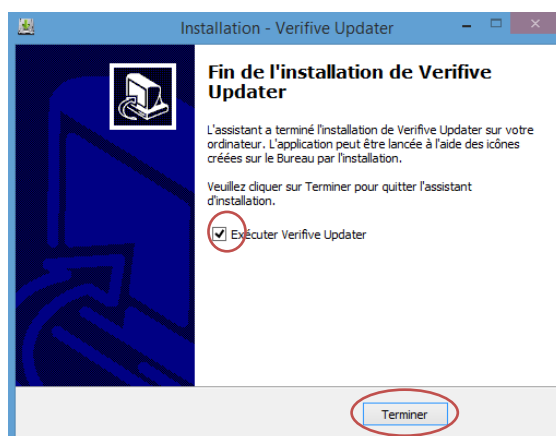 Installation - Verifive Updater
Fin de l'installation de Verifive
Updater
L'assistant a terminé l'installation de Verifive Updater sur votre
ordinateur. L'application peut être lancée à l'aide des icônes
créées sur le Bureau par l'installation.
Veuillez cliquer sur Terminer pour quitter l'assistant
d'installation.
Exécuter Verifive Updater
Terminer